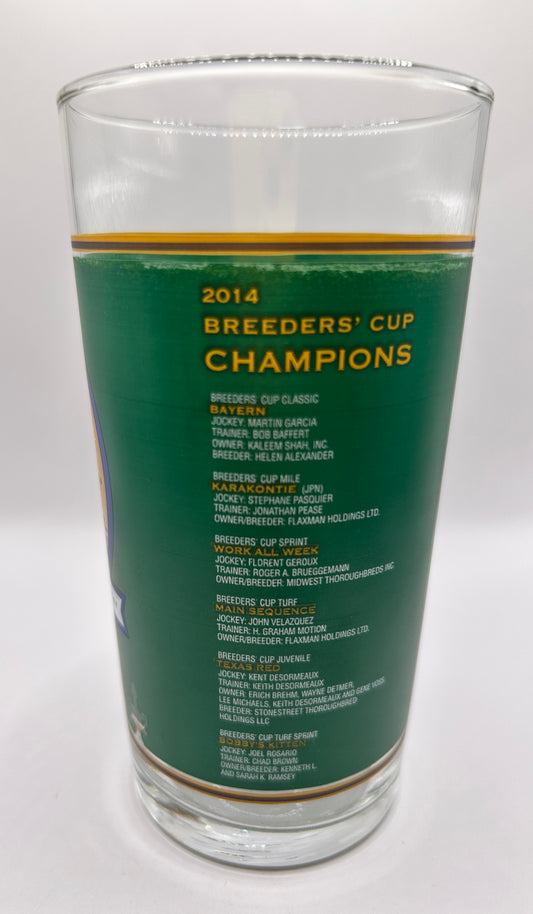 2014
BREEDERS' CUP
CHAMPIONS
BREEDERS' CUP CLASSIC
BAYERN
JOCKEY: MARTIN GARCIA
TRAINER: BOB BAFFERT
OWNER: KALEEM SHAH, INC.
BREEDER: HELEN ALEXANDER
BREEDERS' CUP MILE
KARAKONTIE (JPN)
JOCKEY: STEPHANE PASQUIER
TRAINER: JONATHAN PEASE
OWNER/BREEDER: FLAXMAN HOLDINGS LTD.
BREEDERS' CUP SPRINT
WORK ALL WEEK
JOCKEY: FLORENT GEROUX
TRAINER: ROGER A. BRUEGGEMANN
OWNER/BREEDER: MIDWEST THOROUGHBREDS INC
BREEDERS' CUP TURF
MAIN SEQUENCE
JOCKEY: JOHN VELAZQUEZ
TRAINER: H. GRAHAM MOTION
OWNER/BREEDER: FLAXMAN HOLDINGS LTD.
BREEDERS' CUP JUVENILE
TEXAS RED
JOCKEY: KENT DESORMEAUX
TRAINER: KEITH DESORMEAUX
OWNER: ERICH BREHM, WAYNE DETMER,
LEE MICHAELS, KEITH DESORMEAUX AND GENE VOSS
BREEDER: STONESTREET THOROUGHBRED
HOLDINGS LLC
BREEDERS' CUP TURF SPRINT
BOBBY'S KITTEN
JOCKEY: JOEL ROSARIO
TRAINER: CHAD BROWN
OWNER/BREEDER: KENNETH L.
AND SARAH K. RAMSEY